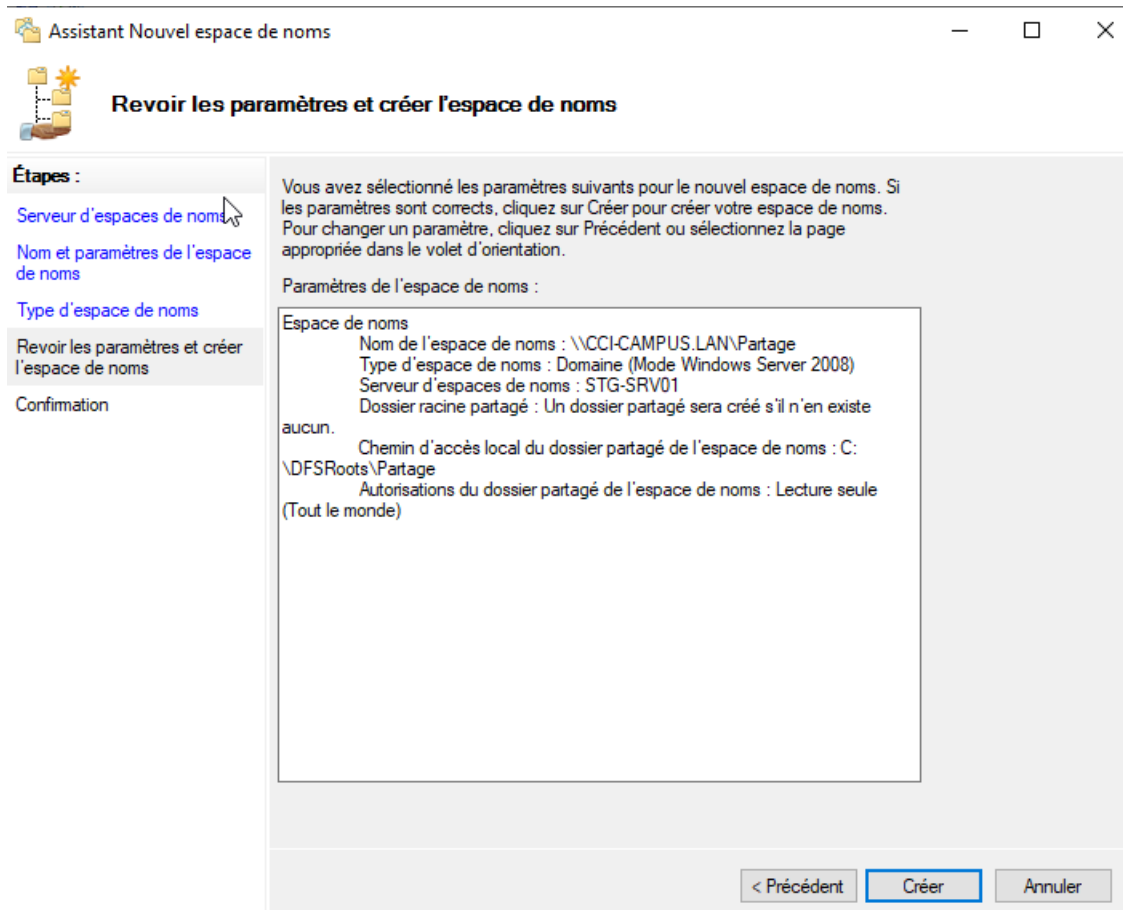 Assistant Nouvel espace de noms
Revoir les paramètres et créer l'espace de noms
Étapes :
Serveur d'espaces de noms
Nom et paramètres de l'espace
de noms
Type d'espace de noms
Revoir les paramètres et créer
l'espace de noms
Confirmation
Vous avez sélectionné les paramètres suivants pour le nouvel espace de noms. Si
les paramètres sont corrects, cliquez sur Créer pour créer votre espace de noms.
Pour changer un paramètre, cliquez sur Précédent ou sélectionnez la page
appropriée dans le volet d'orientation.
Paramètres de l'espace de noms :
Espace de noms
Nom de l'espace de noms : \\CCI-CAMPUS.LAN\Partage
Type d'espace de noms : Domaine (Mode Windows Server 2008)
Serveur d'espaces de noms : STG-SRV01
Dossier racine partagé : Un dossier partagé sera créé s'il n'en existe
aucun.
Chemin d'accès local du dossier partagé de l'espace de noms : C:
\DFSRoots\Partage
Autorisations du dossier partagé de l'espace de noms : Lecture seule
(Tout le monde)
< Précédent
Créer
Annuler